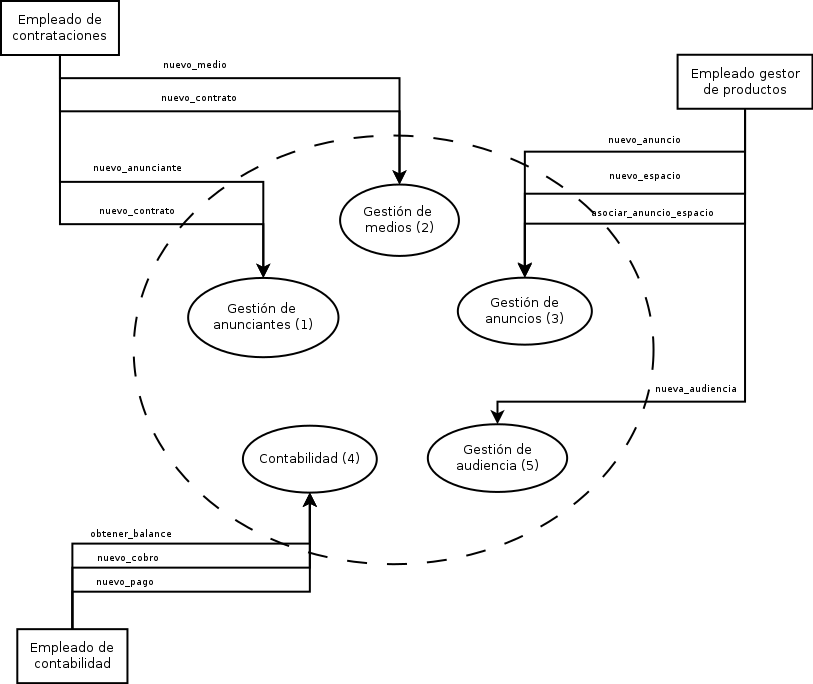 Empleado de
contrataciones
nuevo_medio
Empleado gestor
de productos
nuevo_contrato
nuevo_anuncio
nuevo_anunciante
nuevo_espacio
nuevo_contrato
asociar_anuncio_espacio
Gestión de
medios (2)
Gestión de
anunciantes (1)
Gestión de
anuncios (3)
nueva_audiencia
Contabilidad (4)
Gestión de
audiencia (5)
obtener_balance
nuevo_cobro
nuevo_pago
Empleado de
contabilidad